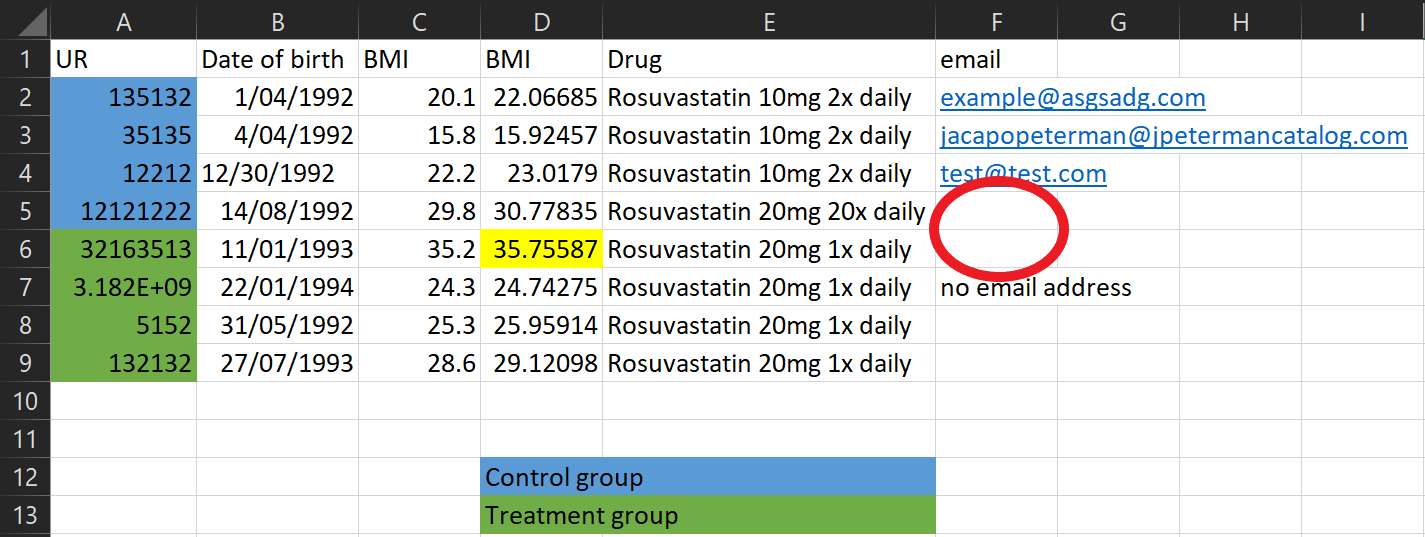 A B C D E F G H I
1 UR Date of birth BMI BMI Drug email
2 135132 1/04/1992 20.1 22.06685 Rosuvastatin 10mg 2x daily example@asgsadg.com
3 35135 4/04/1992 15.8 15.92457 Rosuvastatin 10mg 2x daily jacapopeterman@jpetermancatalog.com
4 12212 12/30/1992 22.2 23.0179 Rosuvastatin 10mg 2x daily test@test.com
5 12121222 14/08/1992 29.8 30.77835 Rosuvastatin 20mg 20x daily
6 32163513 11/01/1993 35.2 35.75587 Rosuvastatin 20mg 1x daily
7 3.182E+09 22/01/1994 24.3 24.74275 Rosuvastatin 20mg 1x daily no email address
8 5152 31/05/1992 25.3 25.95914 Rosuvastatin 20mg 1x daily
9 132132 27/07/1993 28.6 29.12098 Rosuvastatin 20mg 1x daily
10
11
12 Control group
13 Treatment group